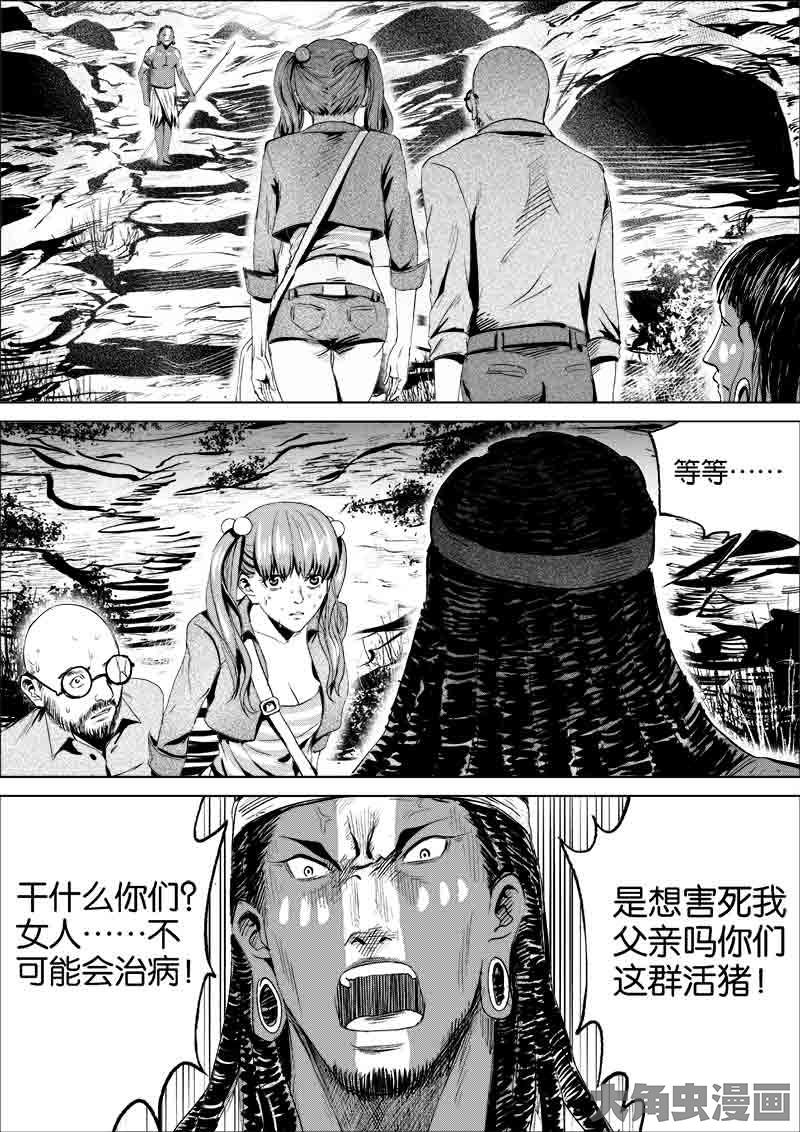 等等……
干什么你们？
女人……不
可能会治病！
是想害死我
父亲吗你们
这群活猪！
大角虫漫画